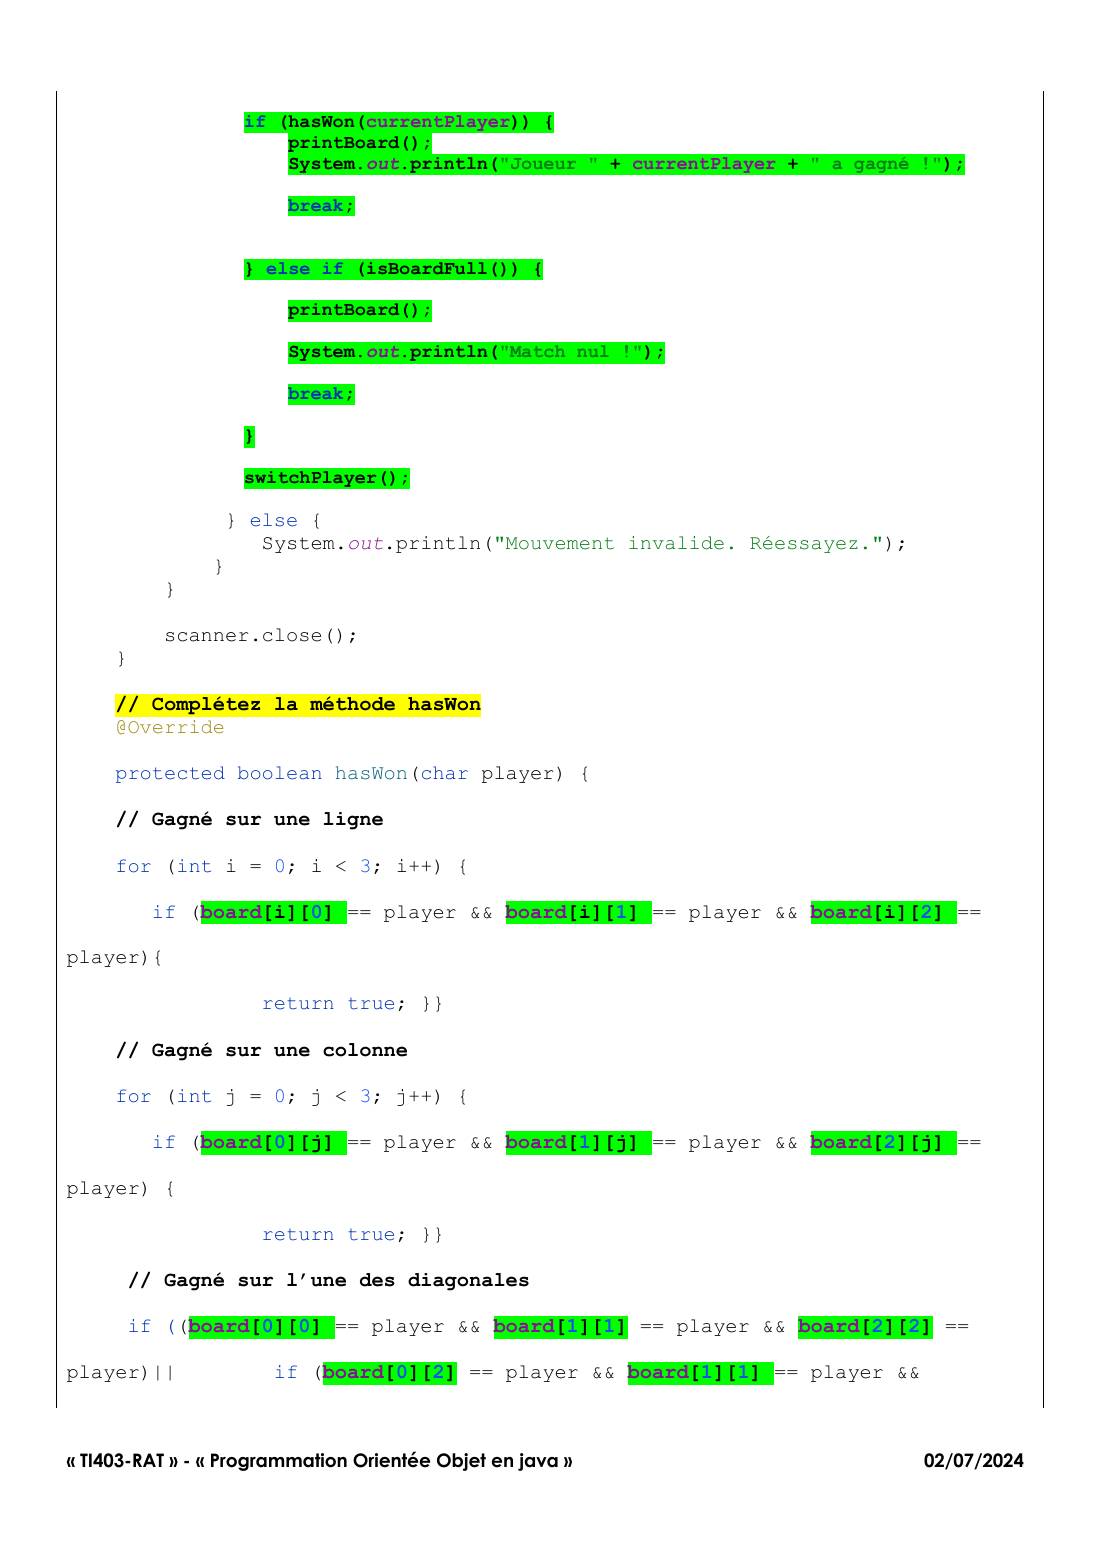 if (hasWon(currentPlayer)) {
printBoard();
System.out.println("Joueur " + currentPlayer + " a gagné !");
break;
} else if (isBoardFull()) {
printBoard();
System.out.println("Match nul !");
break;
}
switchPlayer();
} else {
System.out.println("Mouvement invalide. Réessayez.");
}
}
scanner.close();
}
// Complétez la méthode hasWon
@Override
protected boolean hasWon(char player) {
// Gagné sur une ligne
for (int i = 0; i < 3; i++) {
if (board[i][0] == player && board[i][1] == player && board[i][2] ==
player){
return true; }}
// Gagné sur une colonne
for (int j = 0; j < 3; j++) {
if (board[0][j] == player && board[1][j] == player && board[2][j] ==
player) {
return true; }}
// Gagné sur l’une des diagonales
if ((board[0][0] == player && board[1][1] == player && board[2][2] ==
player)|| if (board[0][2] == player && board[1][1] == player &&
« TI403-RAT » - « Programmation Orientée Objet en java » 02/07/2024